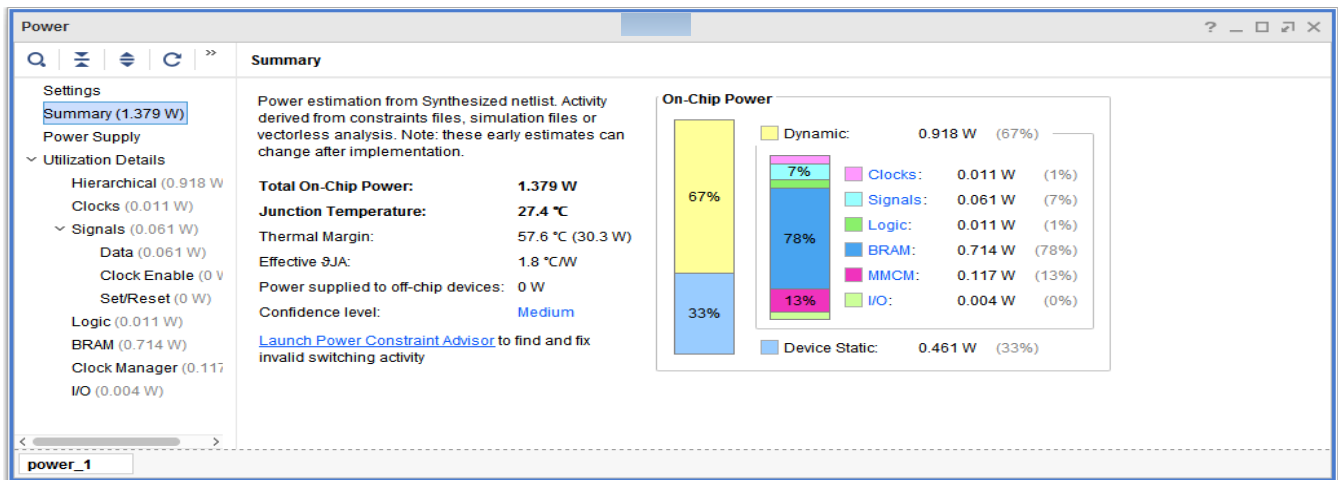 Power
Summary
Settings
Summary (1.379 W)
Power Supply
Utilization Details
Hierarchical (0.918 W
Clocks (0.011 W)
Signals (0.061 W)
Data (0.061 W)
Clock Enable (0 W
Set/Reset (0 W)
Logic (0.011 W)
BRAM (0.714 W)
Clock Manager (0.117
I/O (0.004 W)
Power estimation from Synthesized netlist. Activity
derived from constraints files, simulation files or
vectorless analysis. Note: these early estimates can
change after implementation.
Total On-Chip Power: 1.379 W
Junction Temperature: 27.4 °C
Thermal Margin: 57.6 °C (30.3 W)
Effective ϑJA: 1.8 °C/W
Power supplied to off-chip devices: 0 W
Confidence level: Medium
Launch Power Constraint Advisor to find and fix
invalid switching activity
On-Chip Power
67%
33%
Dynamic: 0.918 W (67%)
7%
78%
13%
Clocks: 0.011 W (1%)
Signals: 0.061 W (7%)
Logic: 0.011 W (1%)
BRAM: 0.714 W (78%)
MMCM: 0.117 W (13%)
I/O: 0.004 W (0%)
Device Static: 0.461 W (33%)
power_1